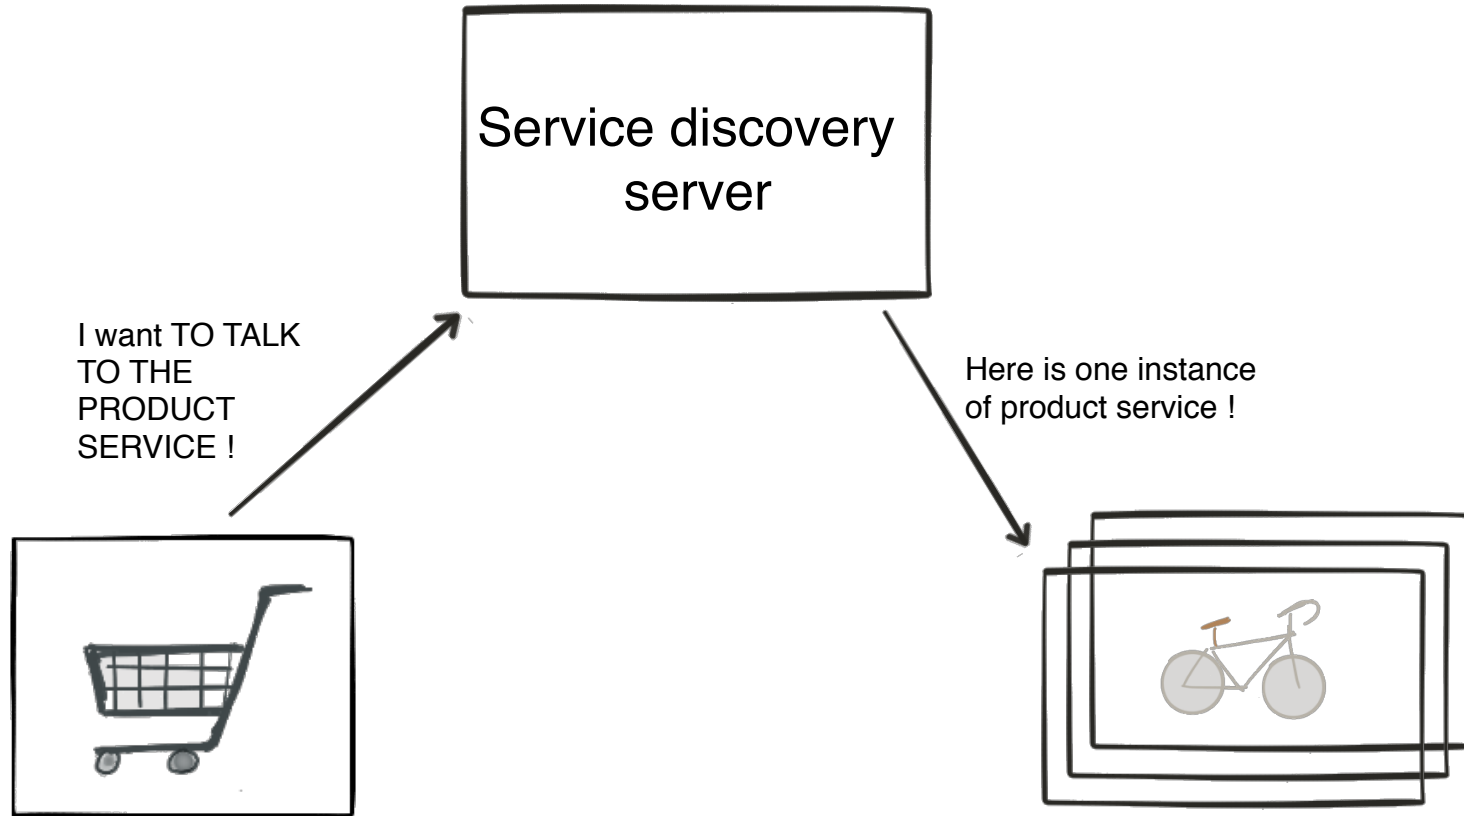 Service discovery
server
I want TO TALK
TO THE
PRODUCT
SERVICE !
Here is one instance
of product service !